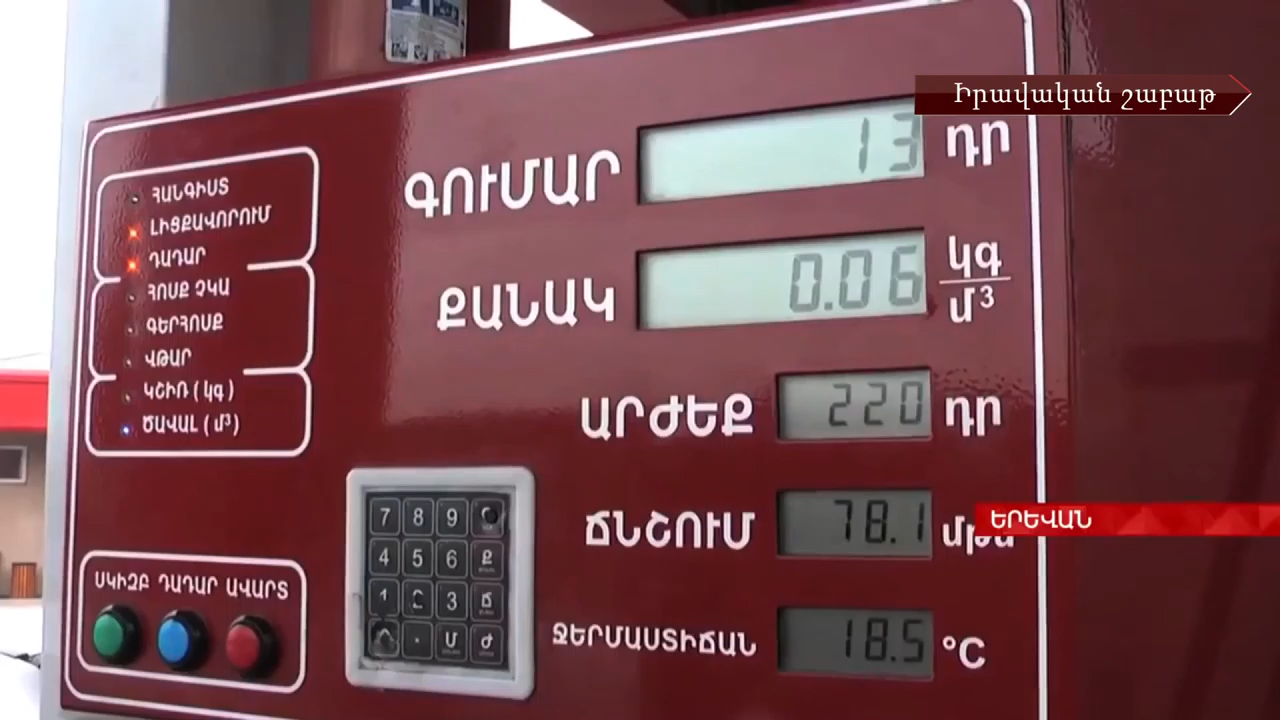 Իրավական շաբաթ
ԳՈՒՄԱՐ 13 դր
ՔԱՆԱԿ 0.06 կգ/մ³
ԱՐԺԵՔ 220 դր
ՃՆՇՈՒՄ 78.1
ՋԵՐՄԱՍՏԻՃԱՆ 18.5 °C
ԵՐԵՎԱՆ
ՀԱՆԳԻՍՏ
ԼԻՑՔԱՎՈՐՈՒՄ
ԴԱԴԱՐ
ՀՈՍՔ ՉԿԱ
ԳԵՐՀՈՍՔ
ՎԹԱՐ
ԿՇԻՌ (կգ)
ԾԱՎԱԼ (մ³)
ՍԿԻԶԲ ԴԱԴԱՐ ԱՎԱՐՏ
7 8 9
4 5 6 Ք
1 2 3 Ճ
. Մ Ժ